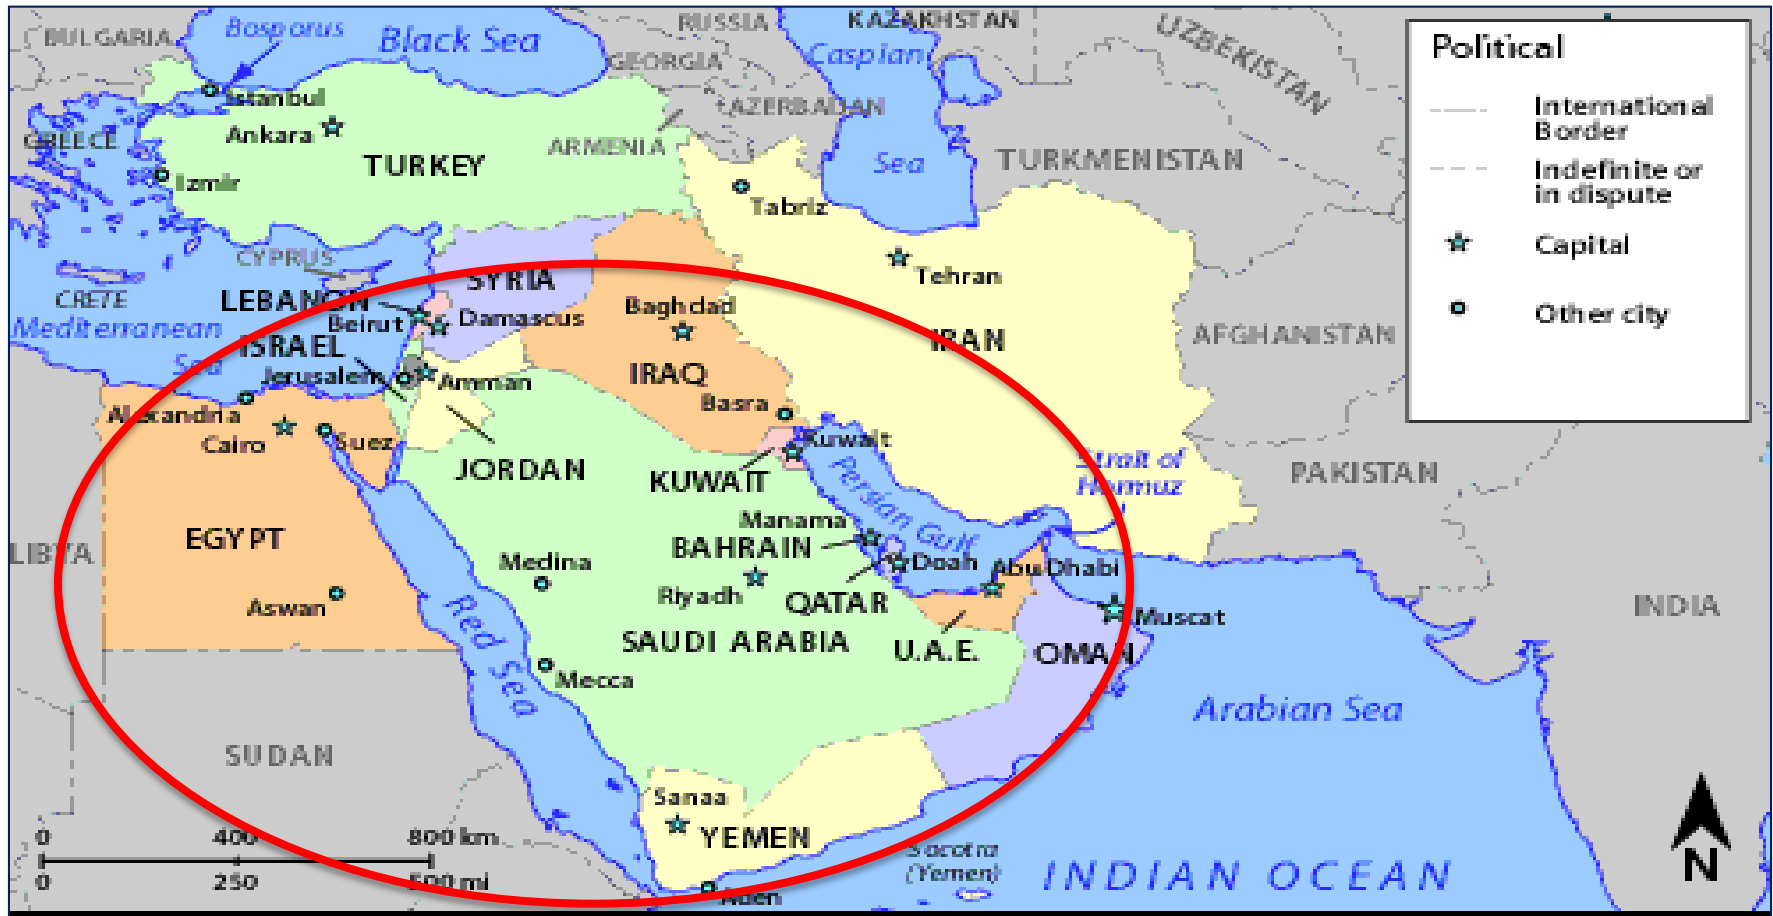 BULGARIA
Bosporus
Black Sea
RUSSIA
KAZAKHSTAN
UZBEKISTAN
GEORGIA
Caspian
Sea
Istanbul
Ankara
GREECE
AZERBAIJAN
ARMENIA
TURKEY
Izmir
TURKMENISTAN
Tabriz
Tehran
CYPRUS
CRETE
SYRIA
LEBANON
Beirut
Damascus
Baghdad
Mediterranean
Sea
ISRAEL
Jerusalem
Amman
IRAQ
IRAN
AFGHANISTAN
Basra
Alexandria
Cairo
Suez
Kuwait
KUWAIT
JORDAN
Strait of
Hormuz
PAKISTAN
Persian Gulf
LIBYA
EGYPT
Manama
BAHRAIN
Medina
Doah
Abu Dhabi
Aswan
Riyadh
QATAR
INDIA
Muscat
Red Sea
SAUDI ARABIA
U.A.E.
OMAN
Mecca
Arabian Sea
SUDAN
Sanaa
YEMEN
Aden
Socotra
(Yemen)
INDIAN OCEAN
0 400 800 km
0 250 500 mi
Political
International
Border
Indefinite or
in dispute
Capital
Other city
N